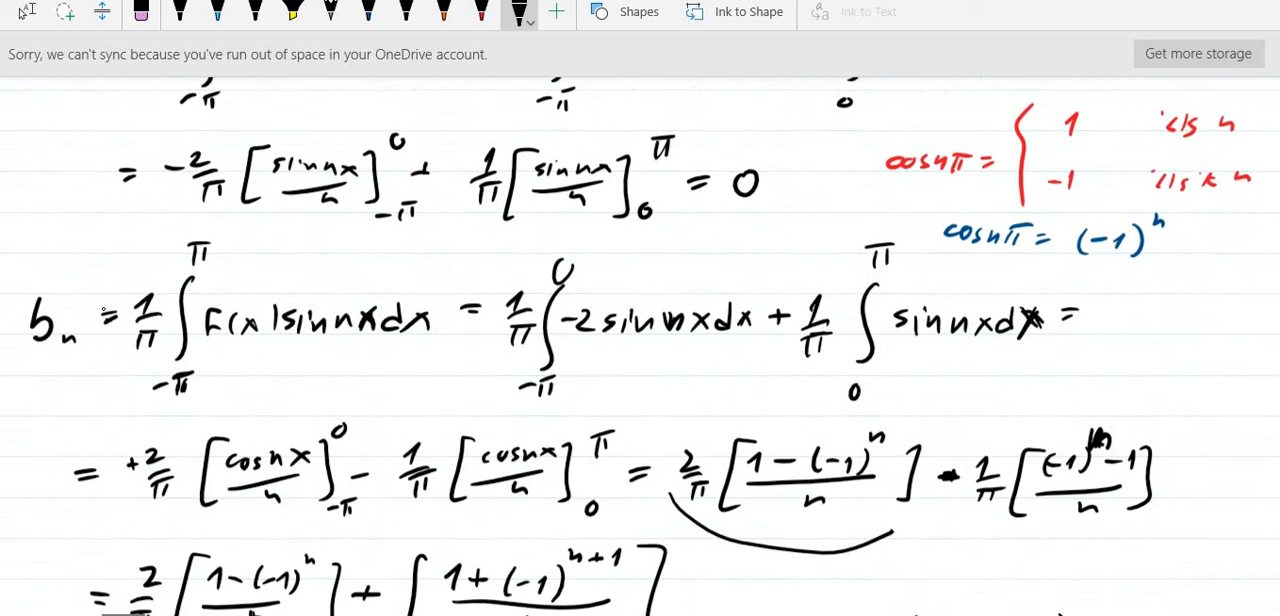 Shapes Ink to Shape Ink to Text
Sorry, we can't sync because you've run out of space in your OneDrive account. Get more storage
-π -π 0
= -2/π [sin nx / n]_{-π}^{0} + 1/π [sin nx / n]_{0}^{π} = 0
cos nπ = { 1 n
-1 n
cos nπ = (-1)^n
b_n = 1/π ∫_{-π}^{π} F(x) sin nx dx = 1/π ∫_{-π}^{0} -2 sin nx dx + 1/π ∫_{0}^{π} sin nx dx =
= +2/π [cos nx / n]_{-π}^{0} - 1/π [cos nx / n]_{0}^{π} = 2/π [1-(-1)^n / n] - 1/π [(-1)^n -1 / n]
= 2 [1-(-1)^n] + [1+(-1)^{n+1}]